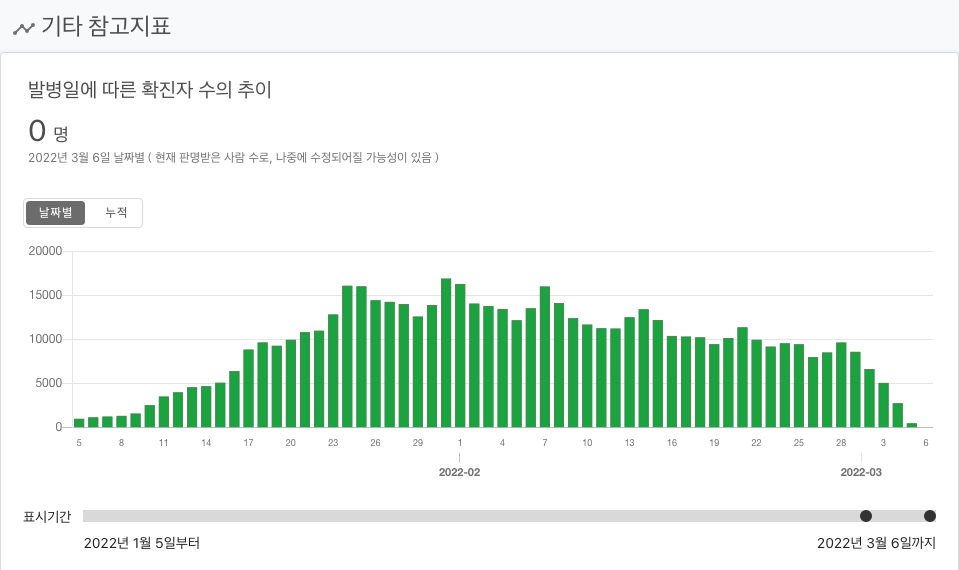 기타 참고지표
발병일에 따른 확진자 수의 추이
0 명
2022년 3월 6일 날짜별 ( 현재 판명받은 사람 수로, 나중에 수정되어질 가능성이 있음 )
날짜별 누적
20000
15000
10000
5000
0
5 8 11 14 17 20 23 26 29 1 4 7 10 13 16 19 22 25 28 3 6
2022-02 2022-03
표시기간
2022년 1월 5일부터 2022년 3월 6일까지